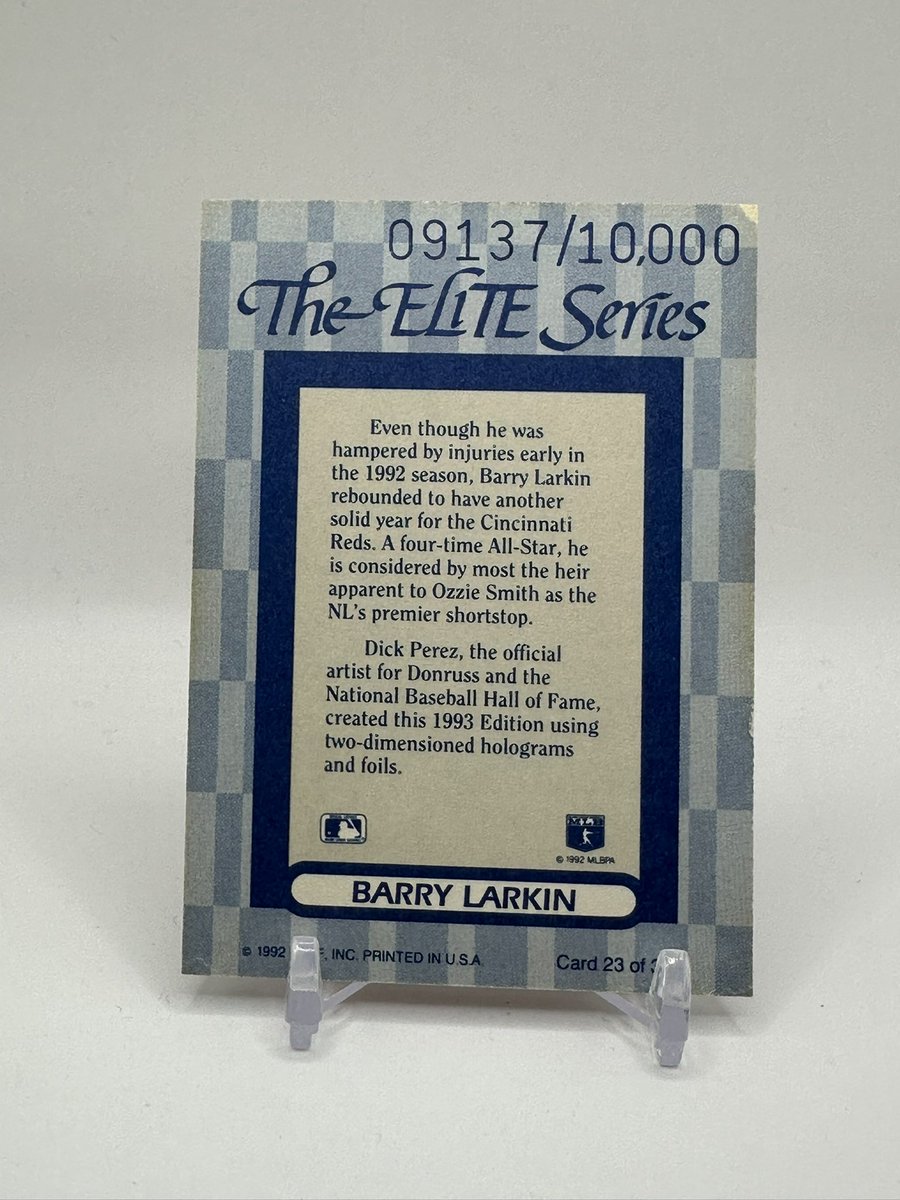 09137/10,000
The ELITE Series
Even though he was
hampered by injuries early in
the 1992 season, Barry Larkin
rebounded to have another
solid year for the Cincinnati
Reds. A four-time All-Star, he
is considered by most the heir
apparent to Ozzie Smith as the
NL's premier shortstop.
Dick Perez, the official
artist for Donruss and the
National Baseball Hall of Fame,
created this 1993 Edition using
two-dimensioned holograms
and foils.
© 1992 MLBPA
BARRY LARKIN
© 1992 INC. PRINTED IN U.S.A.
Card 23 of